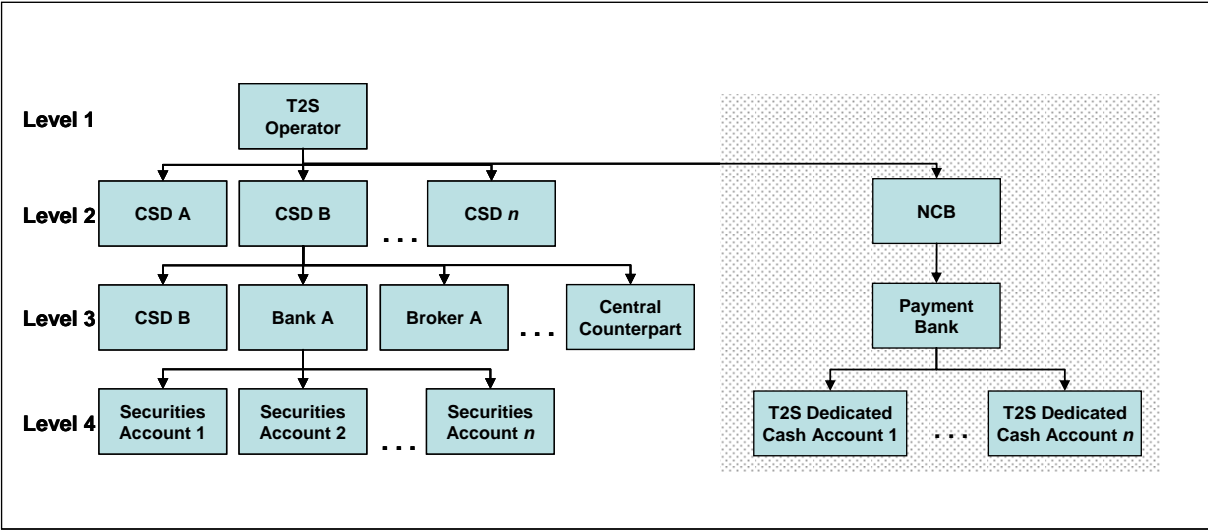 Level 1
T2S
Operator
Level 2
CSD A
CSD B
. . .
CSD n
NCB
Level 3
CSD B
Bank A
Broker A
. . .
Central
Counterpart
Payment
Bank
Level 4
Securities
Account 1
Securities
Account 2
. . .
Securities
Account n
T2S Dedicated
Cash Account 1
. . .
T2S Dedicated
Cash Account n